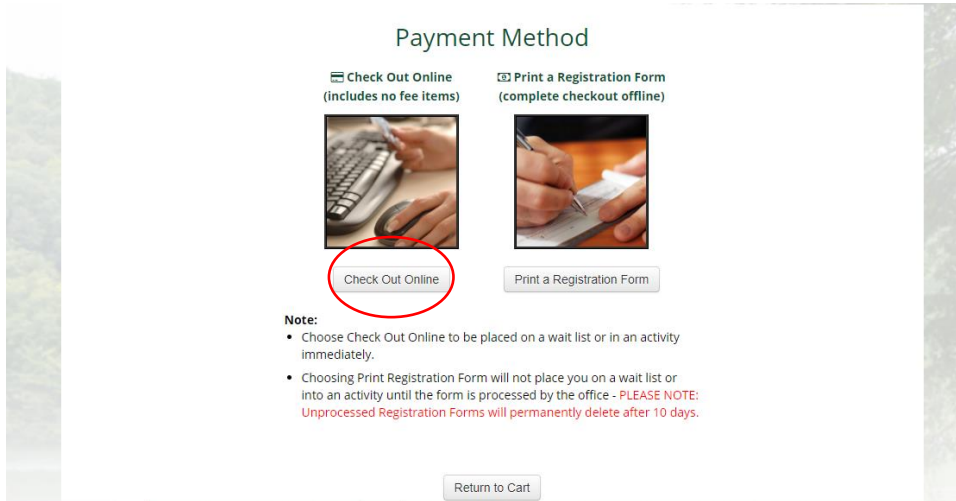 Payment Method
Check Out Online
(includes no fee items)
Print a Registration Form
(complete checkout offline)
Check Out Online
Print a Registration Form
Note:
• Choose Check Out Online to be placed on a wait list or in an activity
immediately.
• Choosing Print Registration Form will not place you on a wait list or
into an activity until the form is processed by the office - PLEASE NOTE:
Unprocessed Registration Forms will permanently delete after 10 days.
Return to Cart